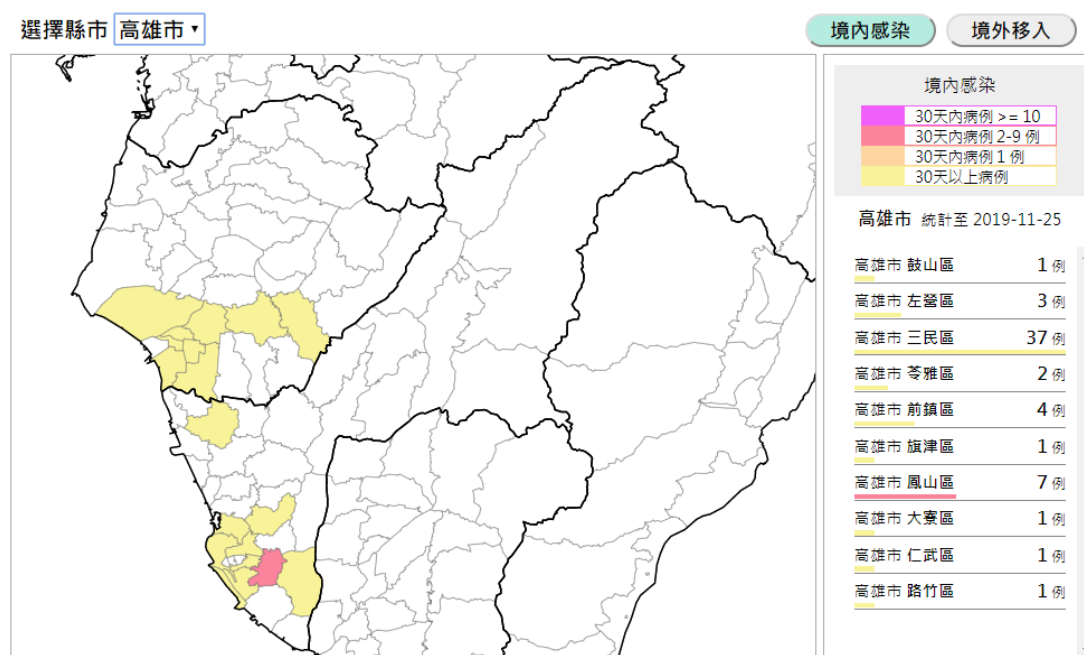 選擇縣市 高雄市 境內感染 境外移入
境內感染
30天內病例 >= 10
30天內病例 2-9 例
30天內病例 1 例
30天以上病例
高雄市 統計至 2019-11-25
高雄市 鼓山區 1 例
高雄市 左營區 3 例
高雄市 三民區 37 例
高雄市 苓雅區 2 例
高雄市 前鎮區 4 例
高雄市 旗津區 1 例
高雄市 鳳山區 7 例
高雄市 大寮區 1 例
高雄市 仁武區 1 例
高雄市 路竹區 1 例